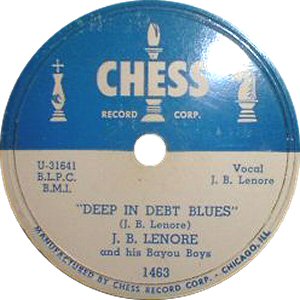 CHESS
RECORD CORP.
U-31641
B.L.P.C.
B.M.I.
Vocal
J. B. Lenore
"DEEP IN DEBT BLUES"
(J. B. Lenore)
J. B. LENORE
and his Bayou Boys
1463
MANUFACTURED BY CHESS RECORD CORP. - CHICAGO, ILL